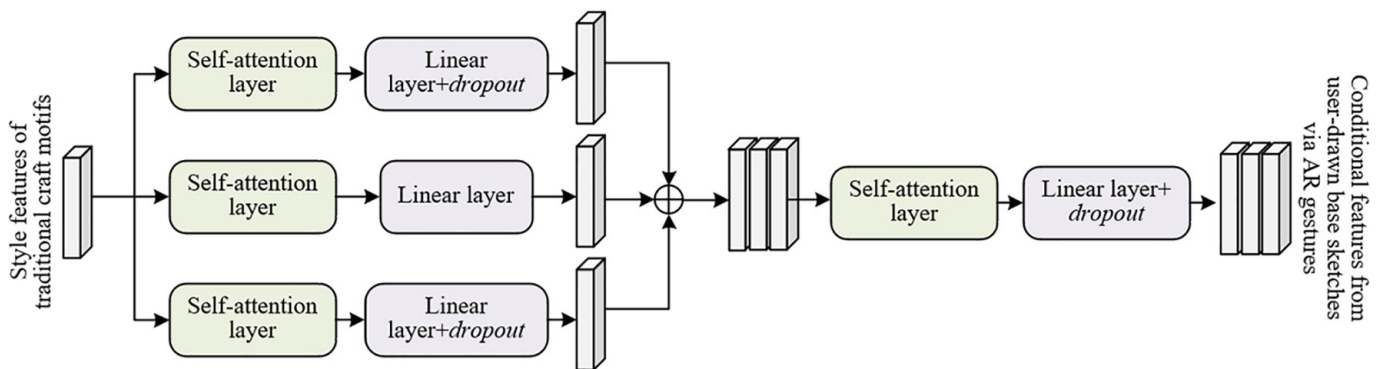 Style features of
traditional craft motifs
Self-attention
layer
Linear
layer+dropout
Self-attention
layer
Linear layer
Self-attention
layer
Linear
layer+dropout
Self-attention
layer
Linear layer+
dropout
Conditional features from
user-drawn base sketches
via AR gestures